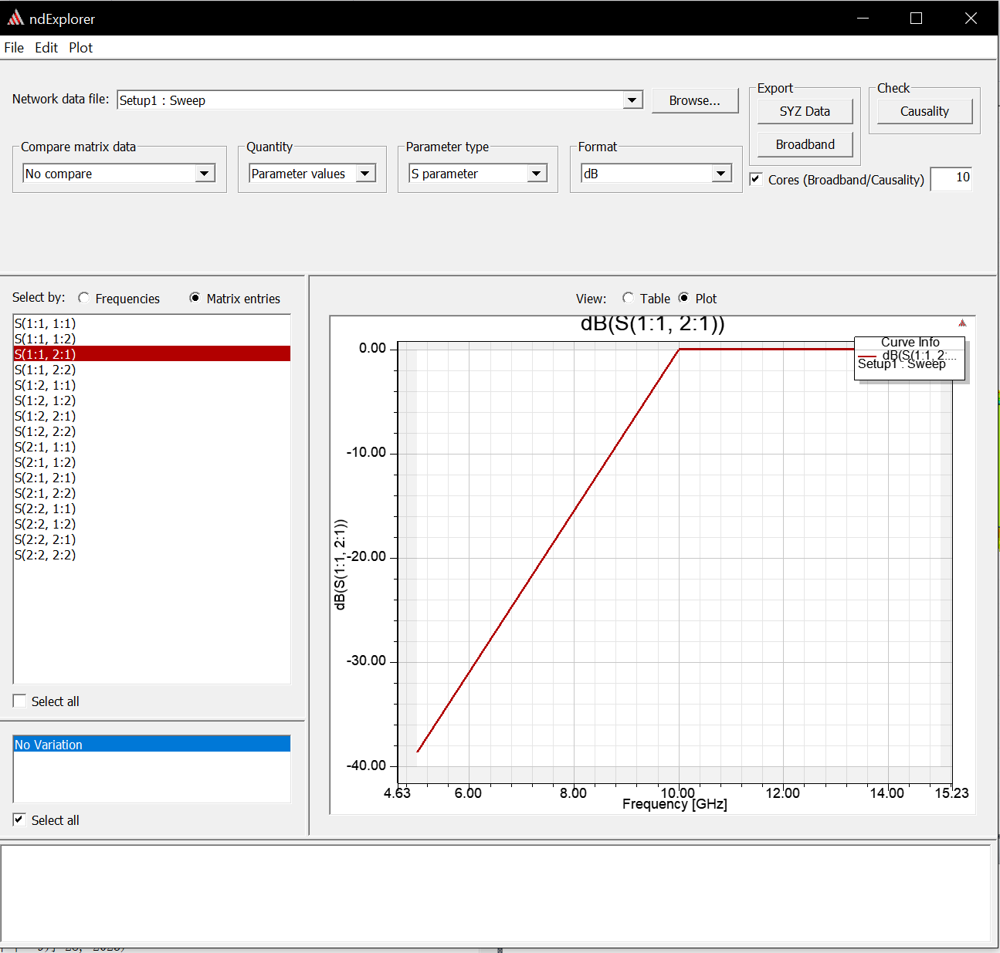 ndExplorer
File Edit Plot
Network data file: Setup1 : Sweep Browse...
Export
SYZ Data
Broadband
Check
Causality
Compare matrix data
No compare
Quantity
Parameter values
Parameter type
S parameter
Format
dB
Cores (Broadband/Causality) 10
Select by: Frequencies Matrix entries
S(1:1, 1:1)
S(1:1, 1:2)
S(1:1, 2:1)
S(1:1, 2:2)
S(1:2, 1:1)
S(1:2, 1:2)
S(1:2, 2:1)
S(1:2, 2:2)
S(2:1, 1:1)
S(2:1, 1:2)
S(2:1, 2:1)
S(2:1, 2:2)
S(2:2, 1:1)
S(2:2, 1:2)
S(2:2, 2:1)
S(2:2, 2:2)
Select all
No Variation
Select all
View: Table Plot
dB(S(1:1, 2:1))
Curve Info
dB(S(1:1, 2:...
Setup1 : Sweep
0.00
-10.00
-20.00
-30.00
-40.00
dB(S(1:1, 2:1))
4.63 6.00 8.00 10.00 12.00 14.00 15.23
Frequency [GHz]